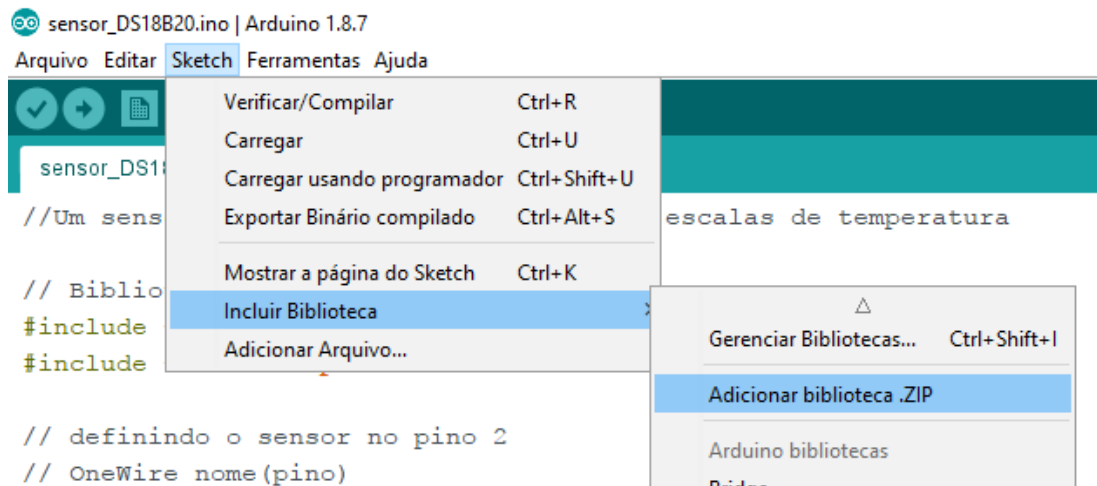 sensor_DS18B20.ino | Arduino 1.8.7
Arquivo Editar Sketch Ferramentas Ajuda
Verificar/Compilar Ctrl+R
Carregar Ctrl+U
Carregar usando programador Ctrl+Shift+U
Exportar Binário compilado Ctrl+Alt+S
Mostrar a página do Sketch Ctrl+K
Incluir Biblioteca
Adicionar Arquivo...
Gerenciar Bibliotecas... Ctrl+Shift+I
Adicionar biblioteca .ZIP
Arduino bibliotecas
sensor_DS18
//Um sens escalas de temperatura
// Biblio
#include
#include
// definindo o sensor no pino 2
// OneWire nome(pino)